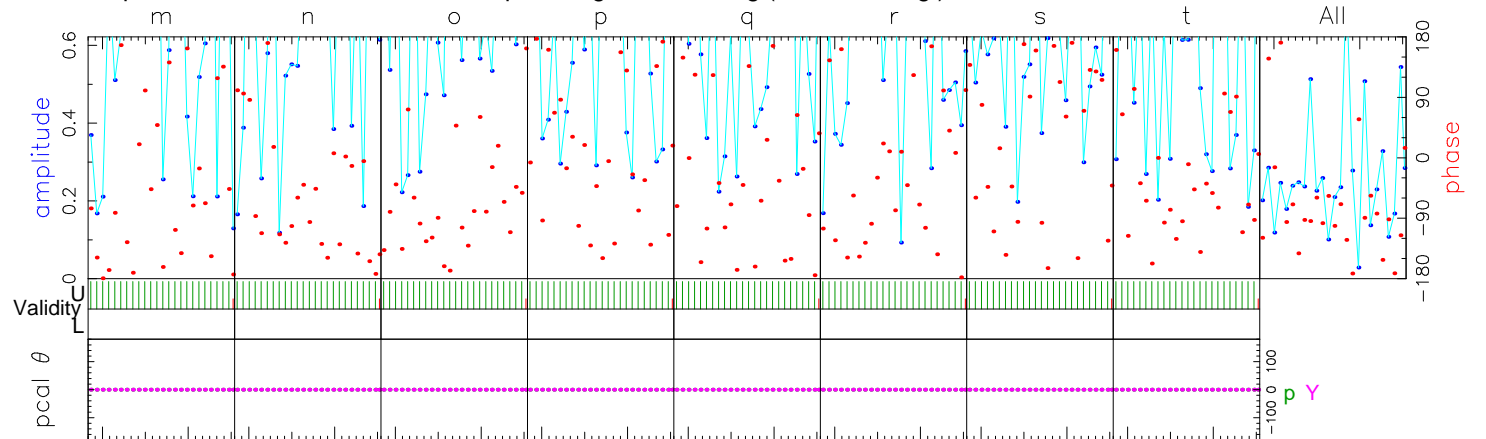 m n o p q r s t All
0.6 180
0.4 90
0.2 0
-90
0 -180
amplitude
phase
U
Validity
L
pcal θ
100
0
-100
p Y